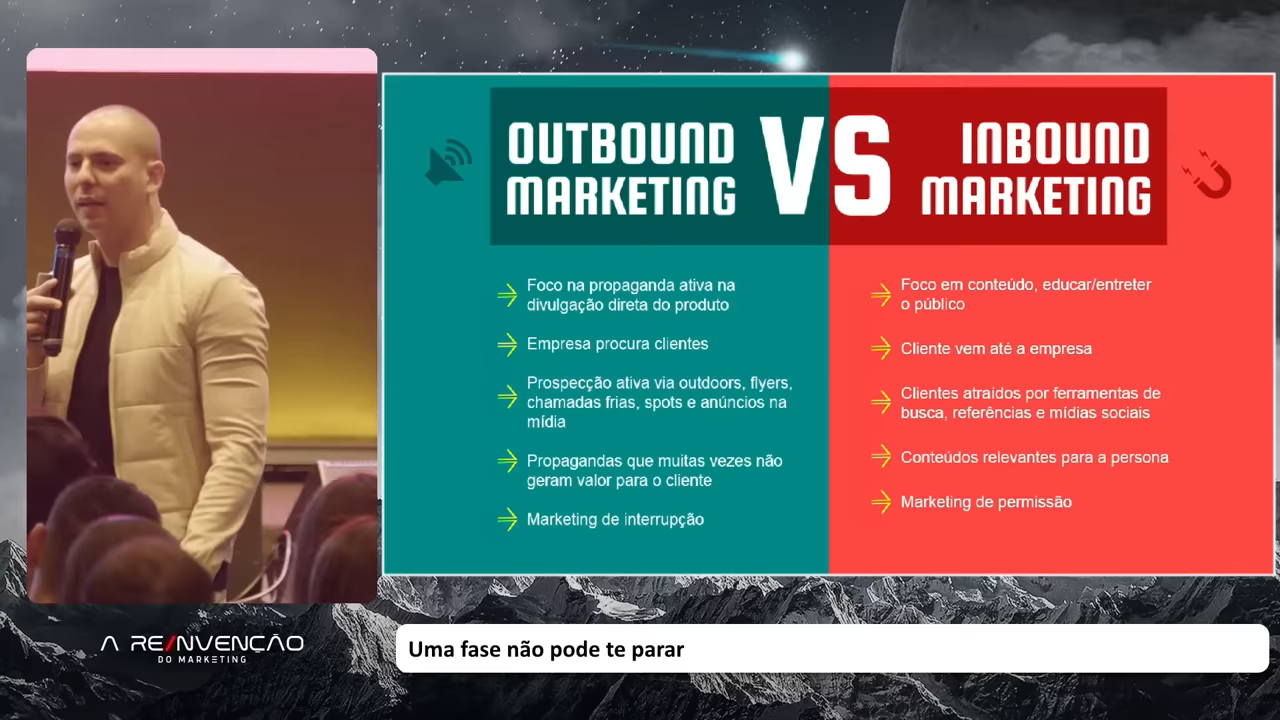 OUTBOUND
MARKETING
VS
INBOUND
MARKETING
Foco na propaganda ativa na
divulgação direta do produto
Empresa procura clientes
Prospecção ativa via outdoors, flyers,
chamadas frias, spots e anúncios na
mídia
Propagandas que muitas vezes não
geram valor para o cliente
Marketing de interrupção
Foco em conteúdo, educar/entreter
o público
Cliente vem até a empresa
Clientes atraídos por ferramentas de
busca, referências e mídias sociais
Conteúdos relevantes para a persona
Marketing de permissão
A RE/NVENÇÃO
DO MARKETING
Uma fase não pode te parar